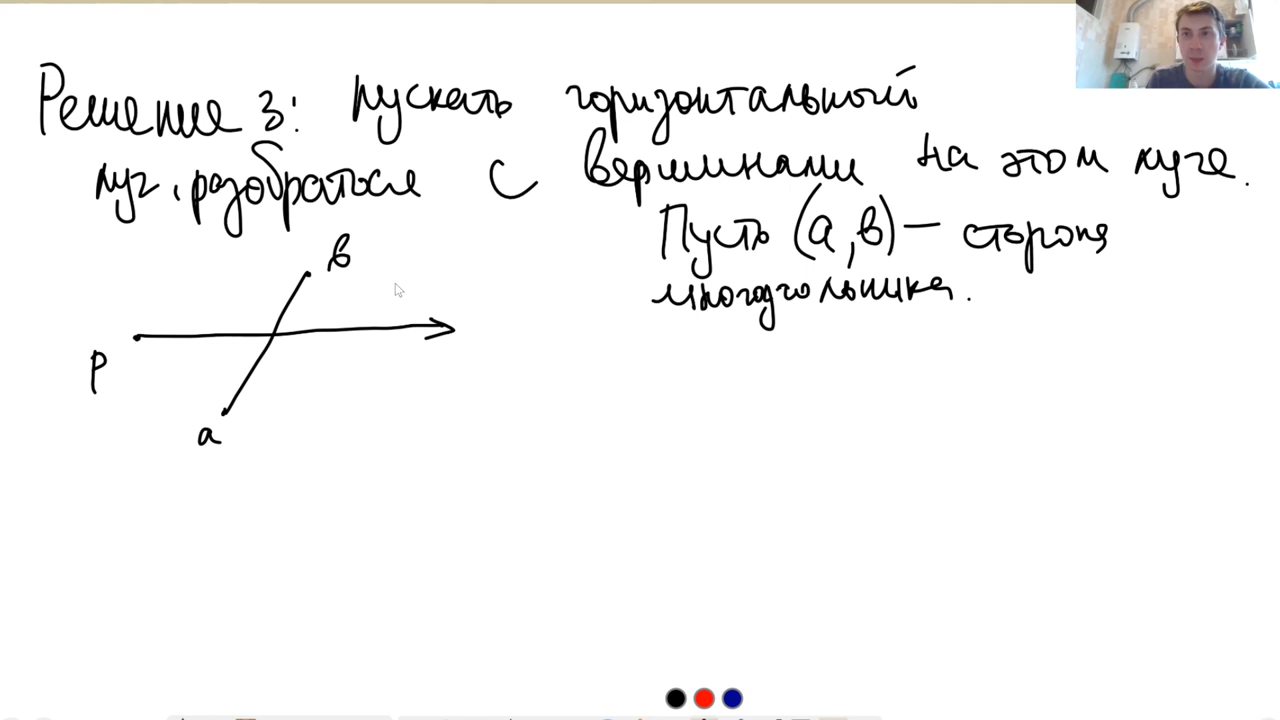 Решение 3: пускать горизонтальный
луч, разобраться с вершинами на этом луче.
Пусть (a, b) — сторона
многоугольника.
b
p
a